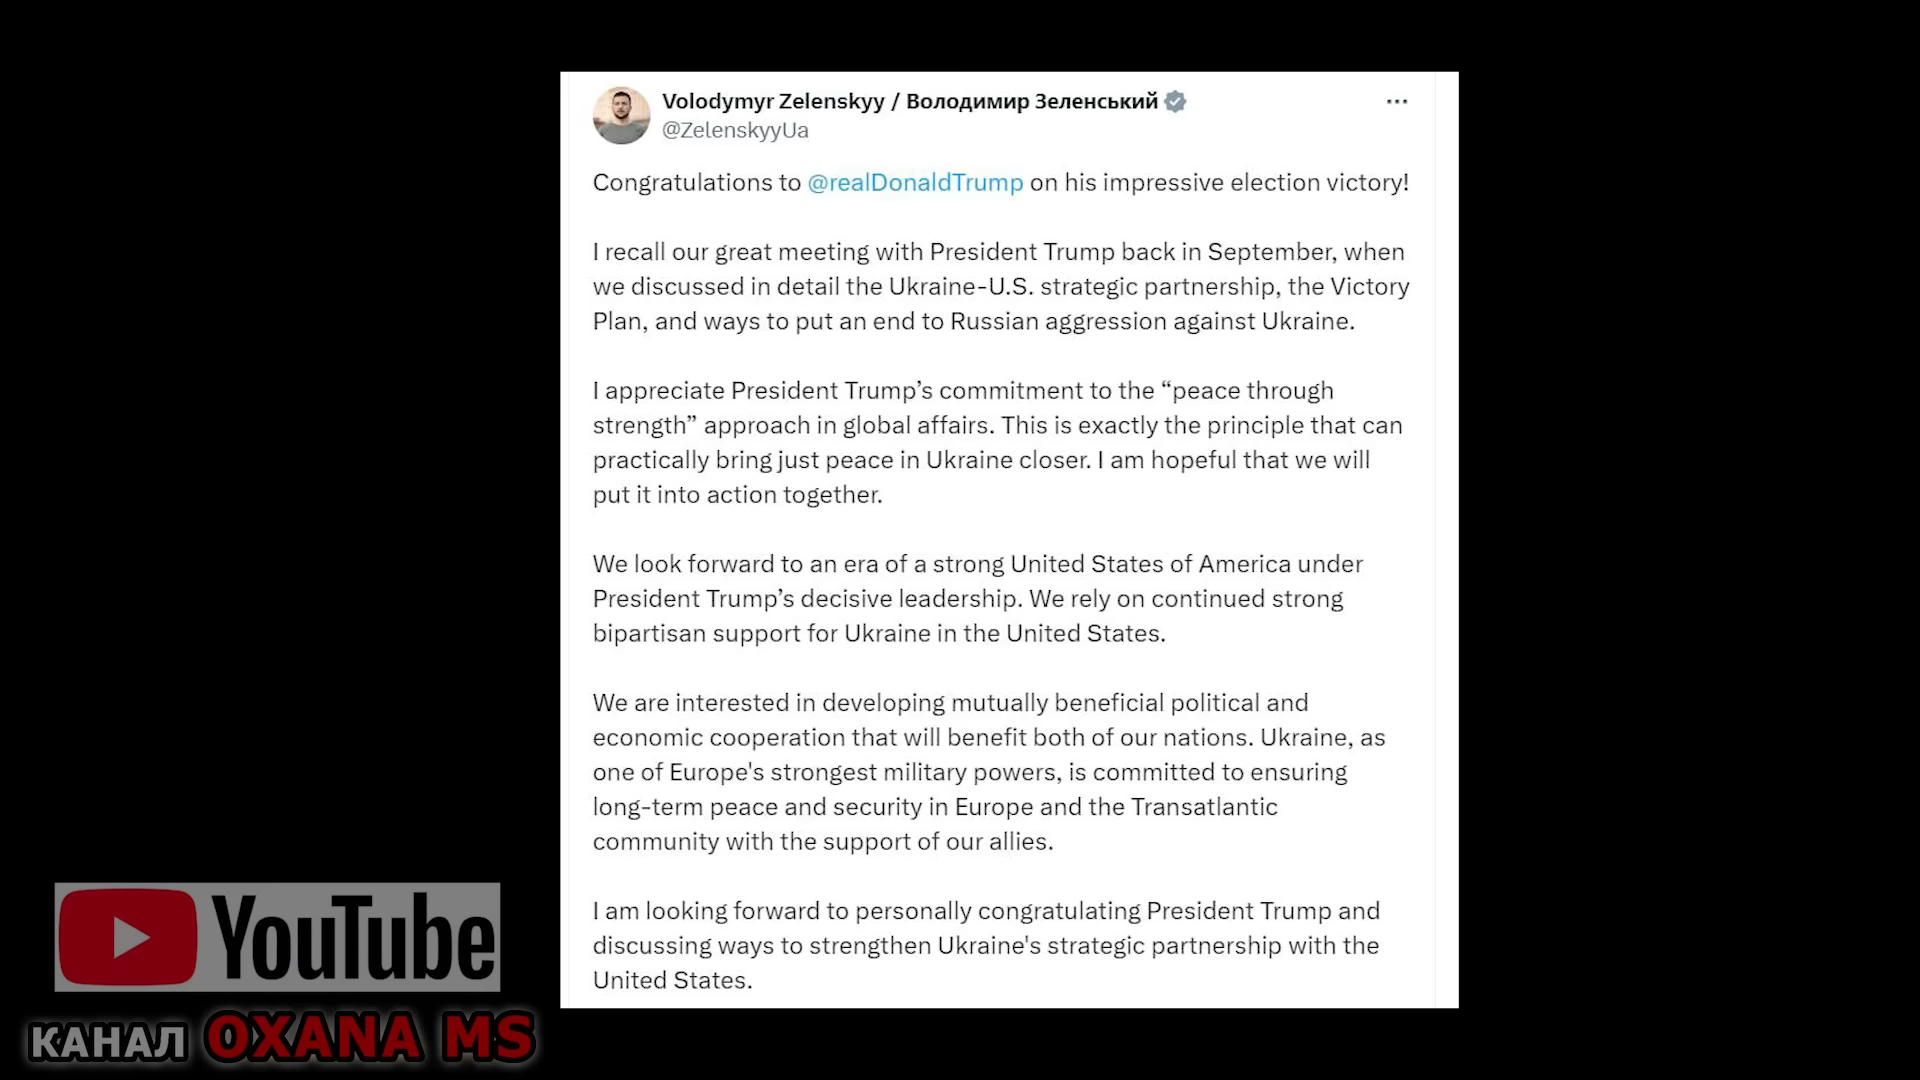 Volodymyr Zelenskyy / Володимир Зеленський
@ZelenskyyUa
Congratulations to @realDonaldTrump on his impressive election victory!
I recall our great meeting with President Trump back in September, when
we discussed in detail the Ukraine-U.S. strategic partnership, the Victory
Plan, and ways to put an end to Russian aggression against Ukraine.
I appreciate President Trump’s commitment to the “peace through
strength” approach in global affairs. This is exactly the principle that can
practically bring just peace in Ukraine closer. I am hopeful that we will
put it into action together.
We look forward to an era of a strong United States of America under
President Trump’s decisive leadership. We rely on continued strong
bipartisan support for Ukraine in the United States.
We are interested in developing mutually beneficial political and
economic cooperation that will benefit both of our nations. Ukraine, as
one of Europe's strongest military powers, is committed to ensuring
long-term peace and security in Europe and the Transatlantic
community with the support of our allies.
I am looking forward to personally congratulating President Trump and
discussing ways to strengthen Ukraine's strategic partnership with the
United States.
YouTube
КАНАЛ OXANA MS